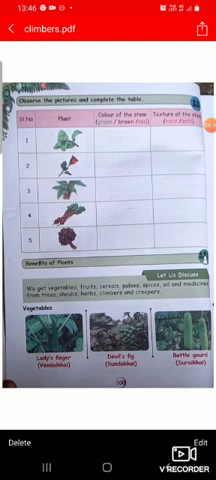 13:46
climbers.pdf
Observe the pictures and complete the table.
Sl.No Plant Colour of the stem Texture of the stem
(green / brown /red) (hard /soft)
1
2
3
4
5
Benefits of Plants
Let Us Discuss
We get vegetables, fruits, cereals, pulses, spices, oil and medicines
from trees, shrubs, herbs, climbers and creepers.
Vegetables
Lady's finger Devil's fig Bottle gourd
(Vendaikkai) (Sundakkai) (Suraikkai)
Delete Edit
V RECORDER